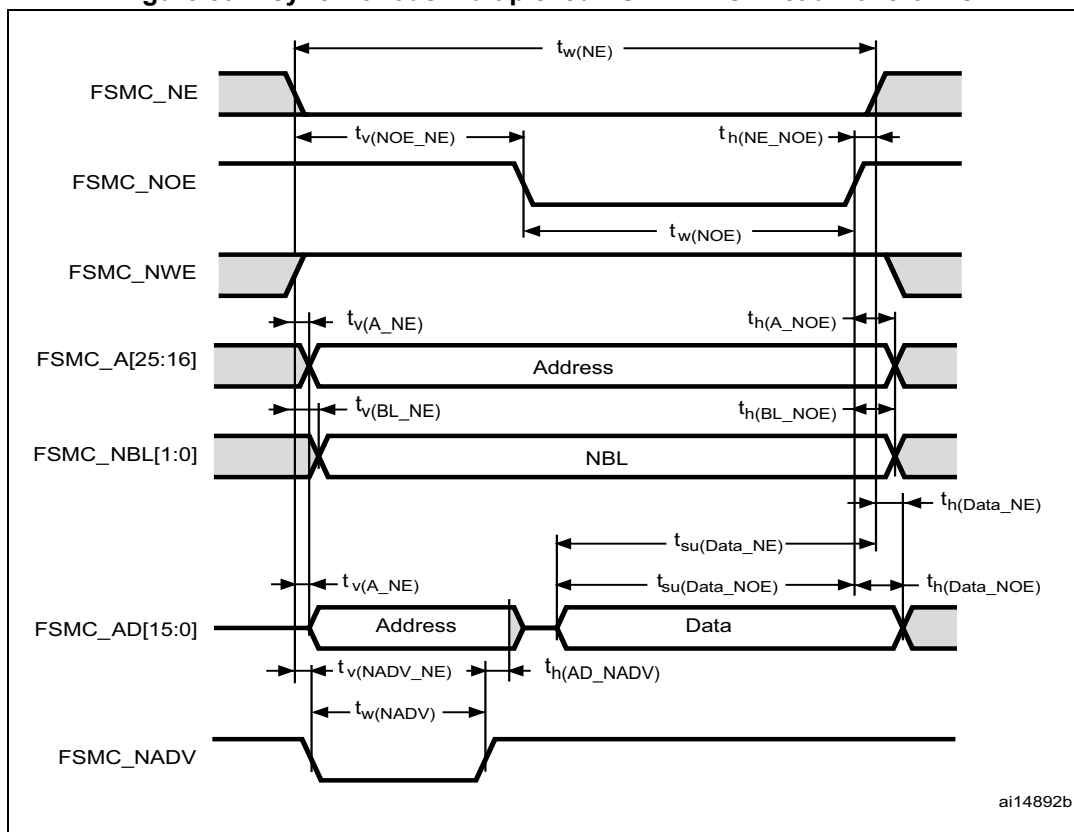 tw(NE)
FSMC_NE
tv(NOE_NE)
th(NE_NOE)
FSMC_NOE
tw(NOE)
FSMC_NWE
tv(A_NE)
th(A_NOE)
FSMC_A[25:16]
Address
tv(BL_NE)
th(BL_NOE)
FSMC_NBL[1:0]
NBL
th(Data_NE)
tsu(Data_NE)
tv(A_NE)
tsu(Data_NOE)
th(Data_NOE)
FSMC_AD[15:0]
Address
Data
tv(NADV_NE)
th(AD_NADV)
tw(NADV)
FSMC_NADV
ai14892b